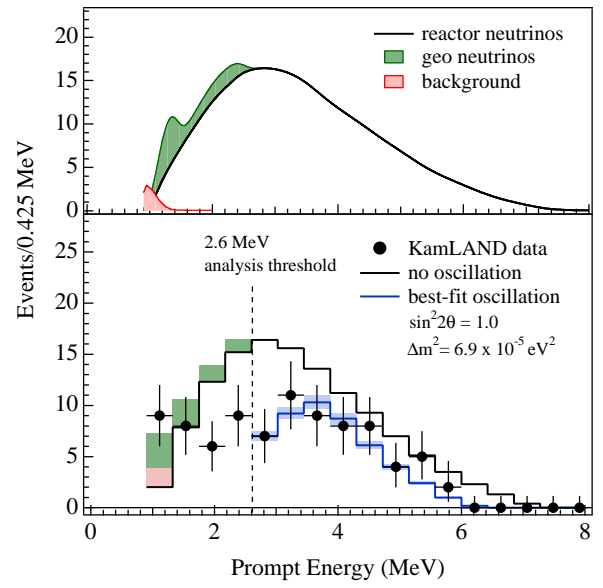 20
15
10
5
0
reactor neutrinos
geo neutrinos
background
Events/0.425 MeV
25
20
15
10
5
0
2.6 MeV
analysis threshold
KamLAND data
no oscillation
best-fit oscillation
sin²2θ = 1.0
Δm²= 6.9 x 10⁻⁵ eV²
0 2 4 6 8
Prompt Energy (MeV)